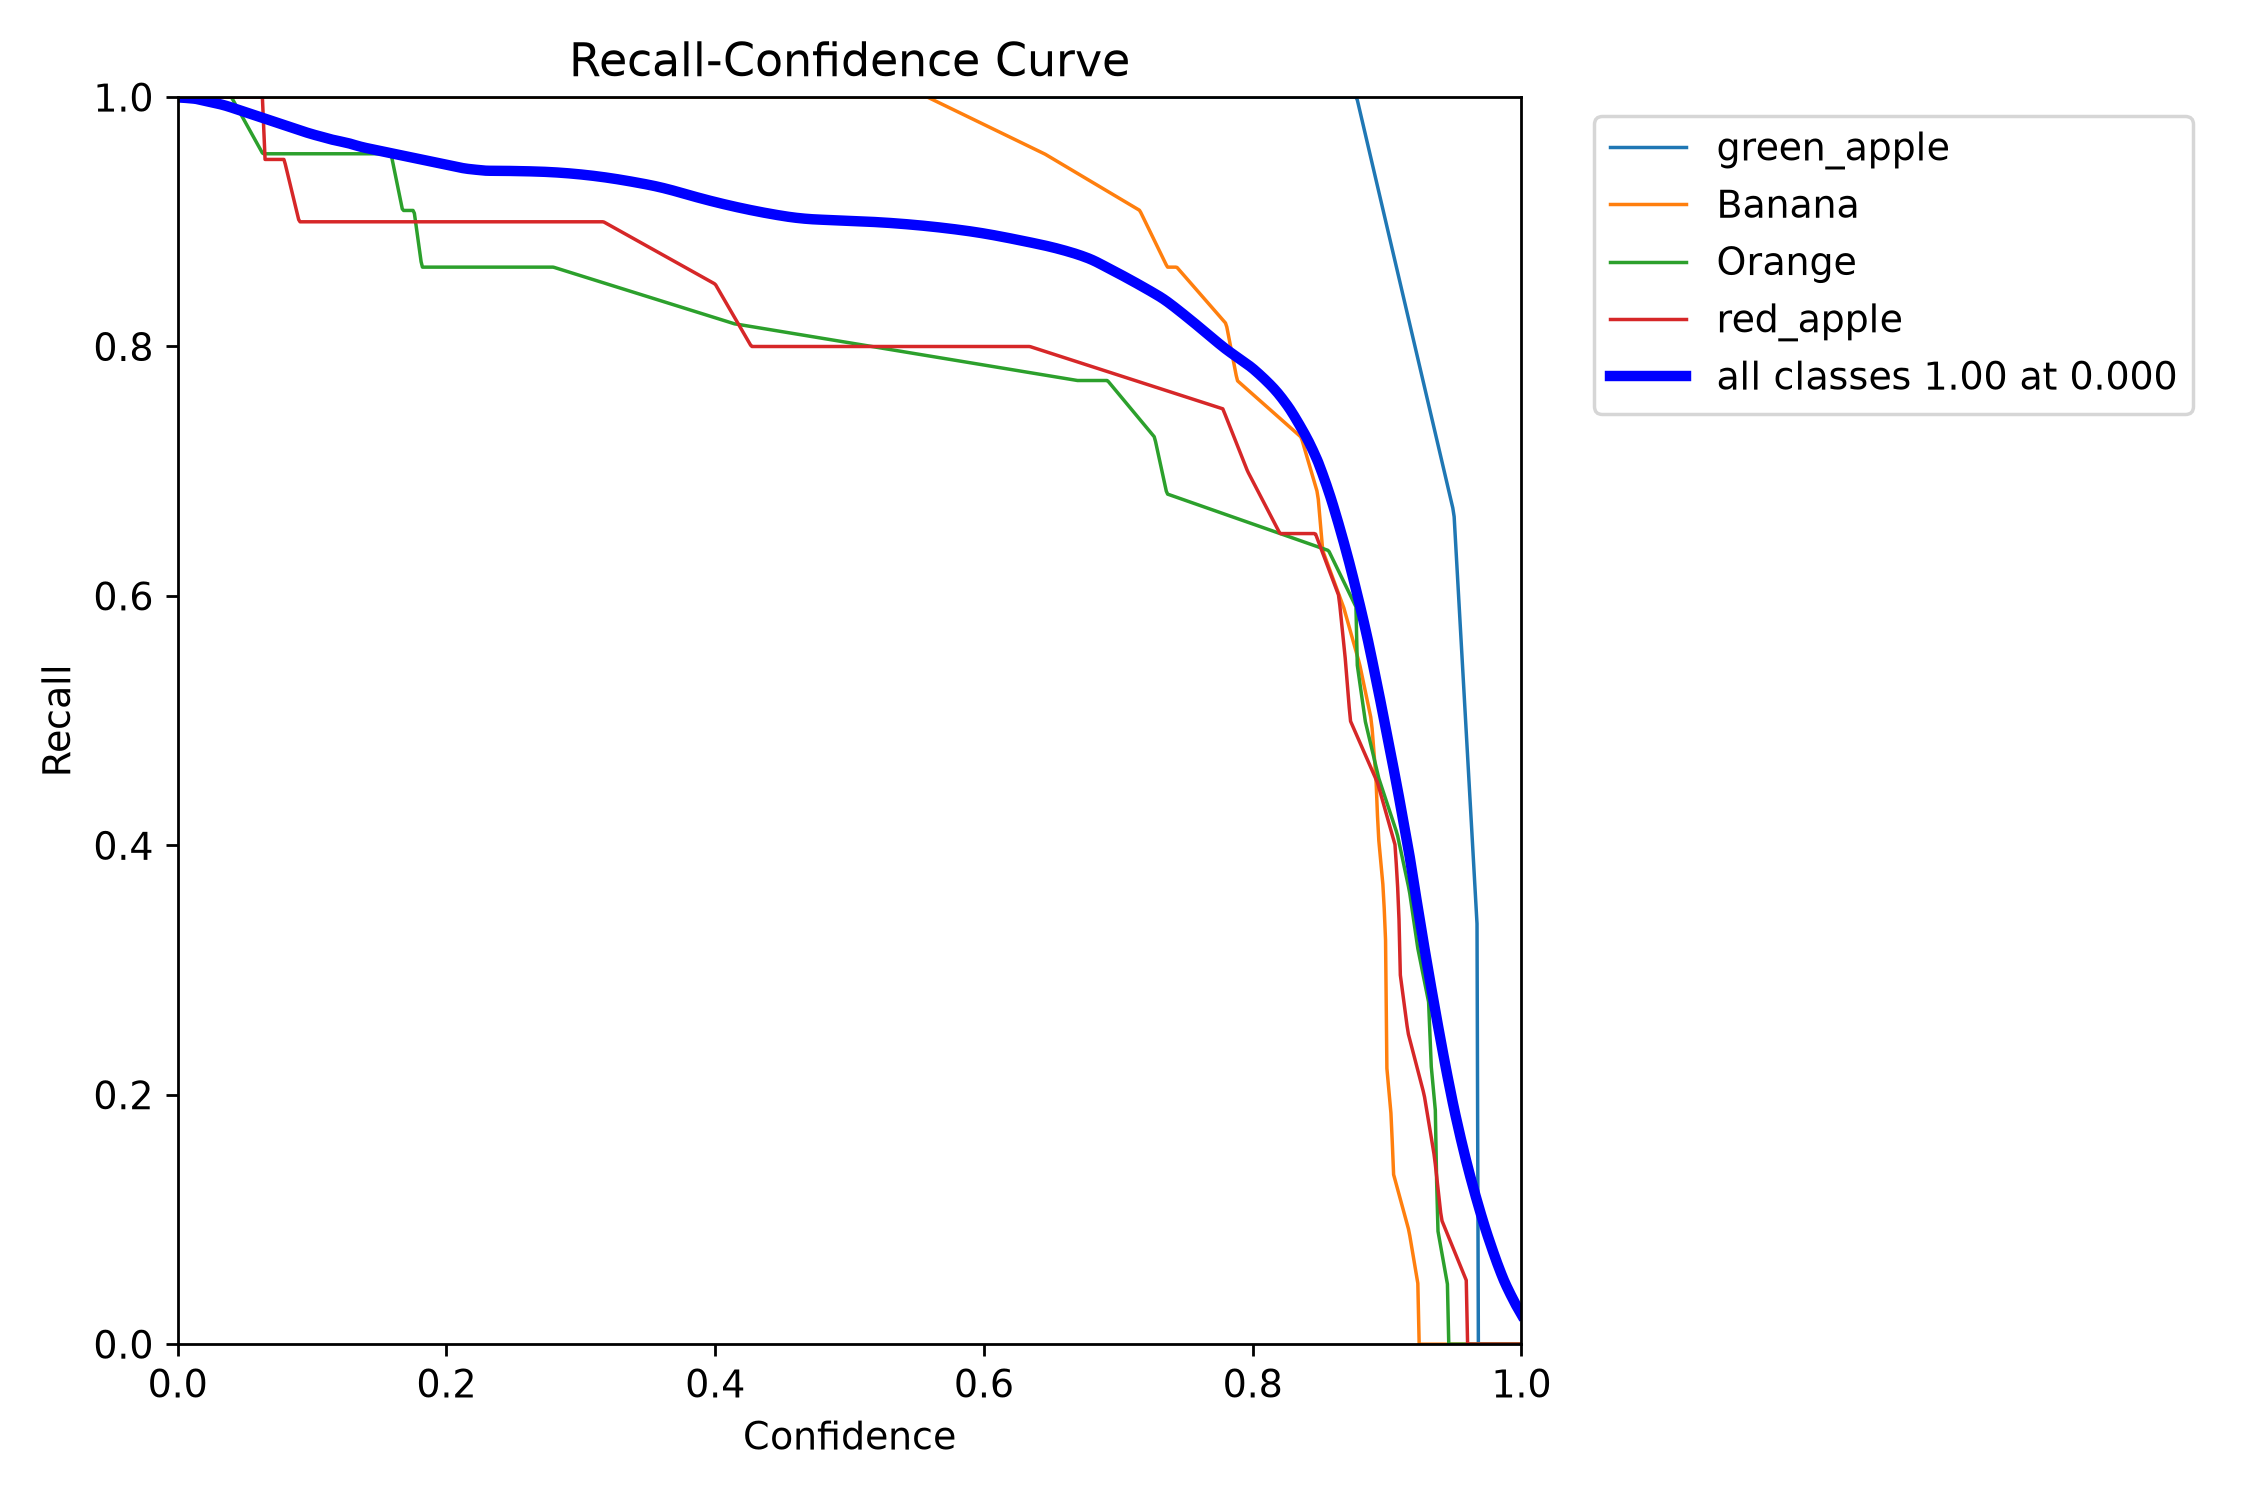 Recall-Confidence Curve
1.0
0.8
0.6
0.4
0.2
0.0
Recall
0.0 0.2 0.4 0.6 0.8 1.0
Confidence
green_apple
Banana
Orange
red_apple
all classes 1.00 at 0.000